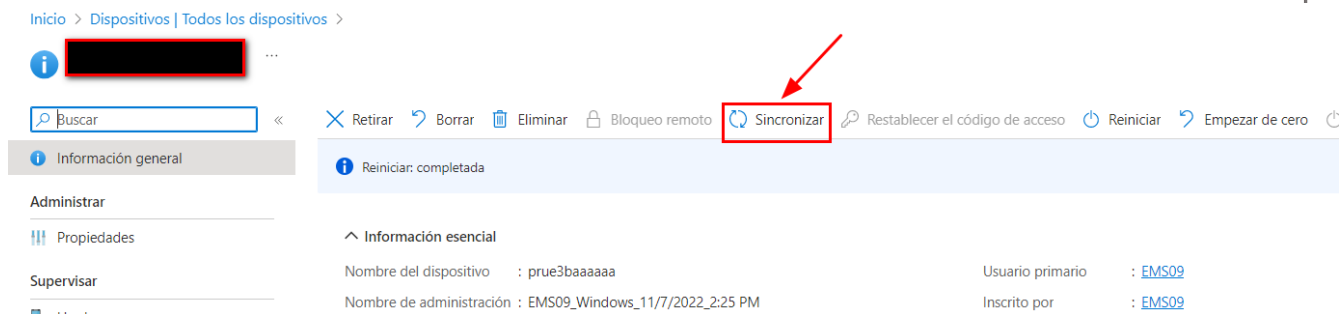 Inicio > Dispositivos | Todos los dispositivos >
...
Buscar
Retirar Borrar Eliminar Bloqueo remoto Sincronizar Restablecer el código de acceso Reiniciar Empezar de cero
Información general
Reiniciar: completada
Administrar
Propiedades
Información esencial
Nombre del dispositivo : prue3baaaaaa Usuario primario : EMS09
Supervisar
Nombre de administración : EMS09_Windows_11/7/2022_2:25 PM Inscrito por : EMS09